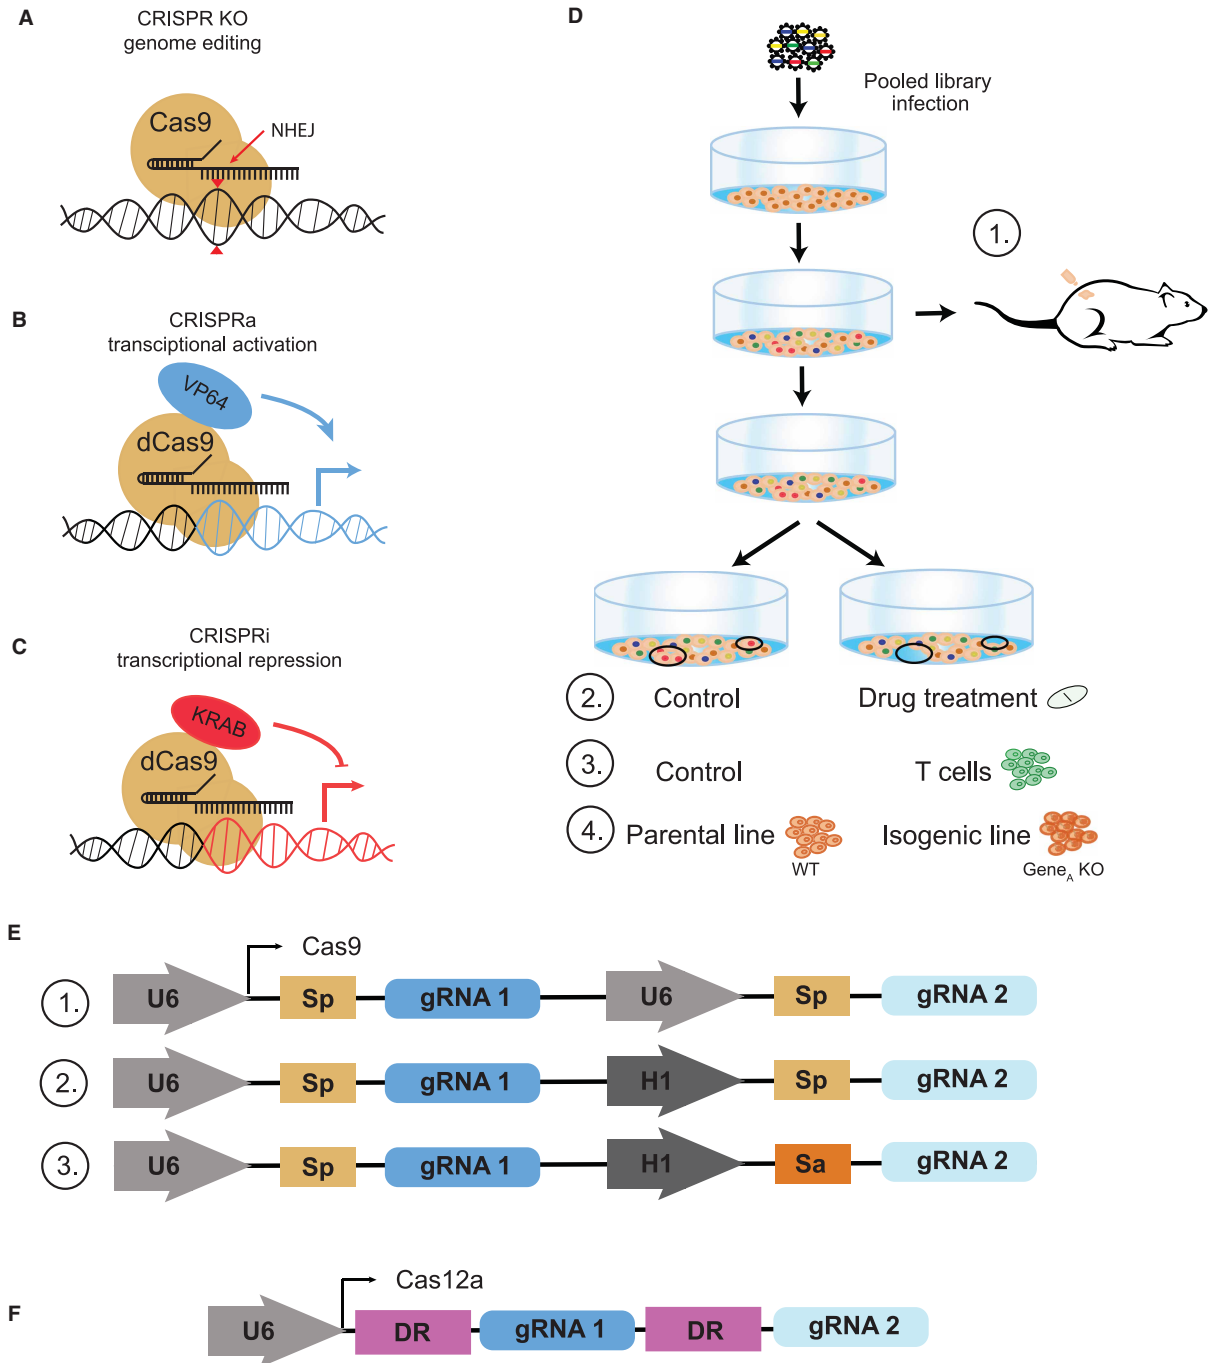 A
CRISPR KO
genome editing
Cas9
NHEJ
B
CRISPRa
transciptional activation
VP64
dCas9
C
CRISPRi
transcriptional repression
KRAB
dCas9
D
Pooled library
infection
1.
2. Control Drug treatment
3. Control T cells
4. Parental line Isogenic line
WT Gene_A KO
E
Cas9
1. U6 Sp gRNA 1 U6 Sp gRNA 2
2. U6 Sp gRNA 1 H1 Sp gRNA 2
3. U6 Sp gRNA 1 H1 Sa gRNA 2
F
Cas12a
U6 DR gRNA 1 DR gRNA 2